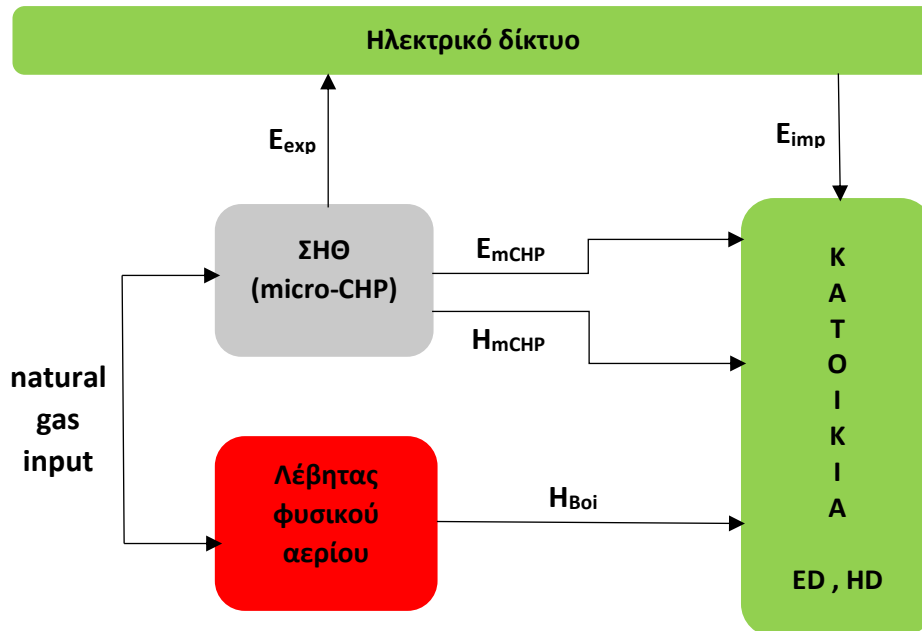 Ηλεκτρικό δίκτυο
Eexp
Eimp
ΣΗΘ
(micro-CHP)
EmCHP
HmCHP
natural
gas
input
Λέβητας
φυσικού
αερίου
HBoi
Κ
Α
Τ
Ο
Ι
Κ
Ι
Α
ED , HD